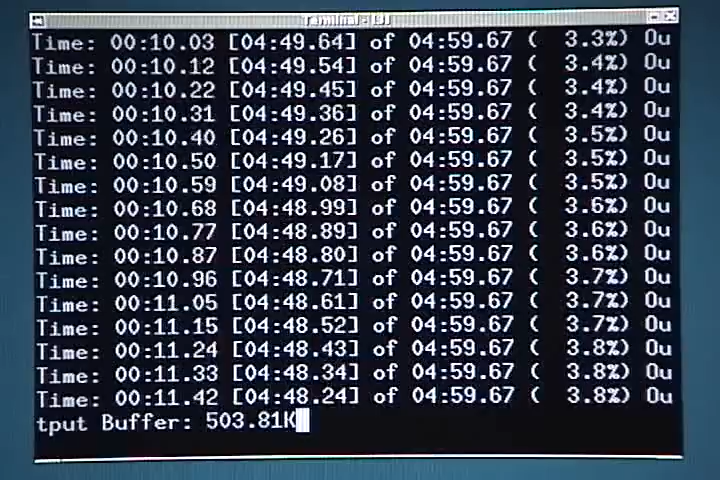 Terminal - [3]
Time: 00:10.03 [04:49.64] of 04:59.67 (  3.3%) Ou
Time: 00:10.12 [04:49.54] of 04:59.67 (  3.4%) Ou
Time: 00:10.22 [04:49.45] of 04:59.67 (  3.4%) Ou
Time: 00:10.31 [04:49.36] of 04:59.67 (  3.4%) Ou
Time: 00:10.40 [04:49.26] of 04:59.67 (  3.5%) Ou
Time: 00:10.50 [04:49.17] of 04:59.67 (  3.5%) Ou
Time: 00:10.59 [04:49.08] of 04:59.67 (  3.5%) Ou
Time: 00:10.68 [04:48.99] of 04:59.67 (  3.6%) Ou
Time: 00:10.77 [04:48.89] of 04:59.67 (  3.6%) Ou
Time: 00:10.87 [04:48.80] of 04:59.67 (  3.6%) Ou
Time: 00:10.96 [04:48.71] of 04:59.67 (  3.7%) Ou
Time: 00:11.05 [04:48.61] of 04:59.67 (  3.7%) Ou
Time: 00:11.15 [04:48.52] of 04:59.67 (  3.7%) Ou
Time: 00:11.24 [04:48.43] of 04:59.67 (  3.8%) Ou
Time: 00:11.33 [04:48.34] of 04:59.67 (  3.8%) Ou
Time: 00:11.42 [04:48.24] of 04:59.67 (  3.8%) Ou
tput Buffer: 503.81K